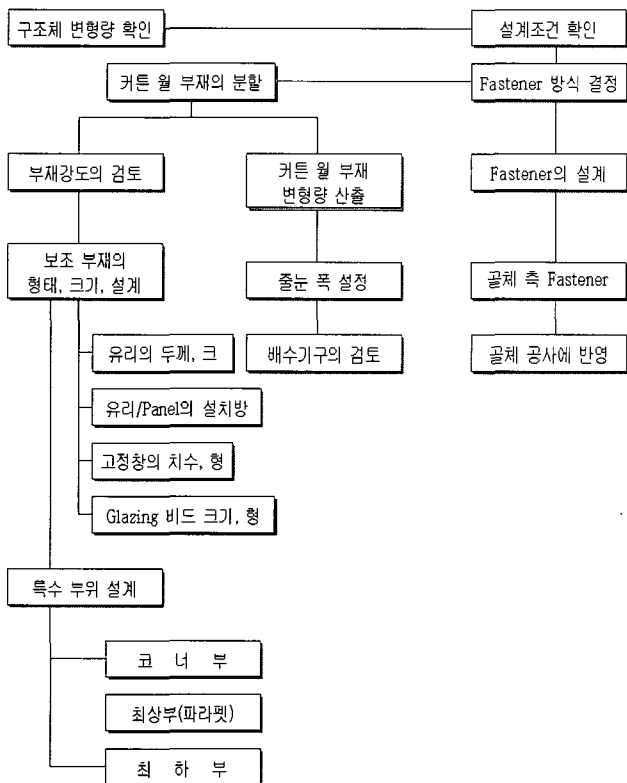 구조체 변형량 확인
설계조건 확인
커튼 월 부재의 분할
Fastener 방식 결정
부재강도의 검토
커튼 월 부재
변형량 산출
Fastener의 설계
보조 부재의
형태, 크기, 설계
줄눈 폭 설정
골체 측 Fastener
유리의 두께, 크
배수기구의 검토
골체 공사에 반영
유리/Panel의 설치방
고정창의 치수, 형
Glazing 비드 크기, 형
특수 부위 설계
코 너 부
최상부(파라펫)
최 하 부